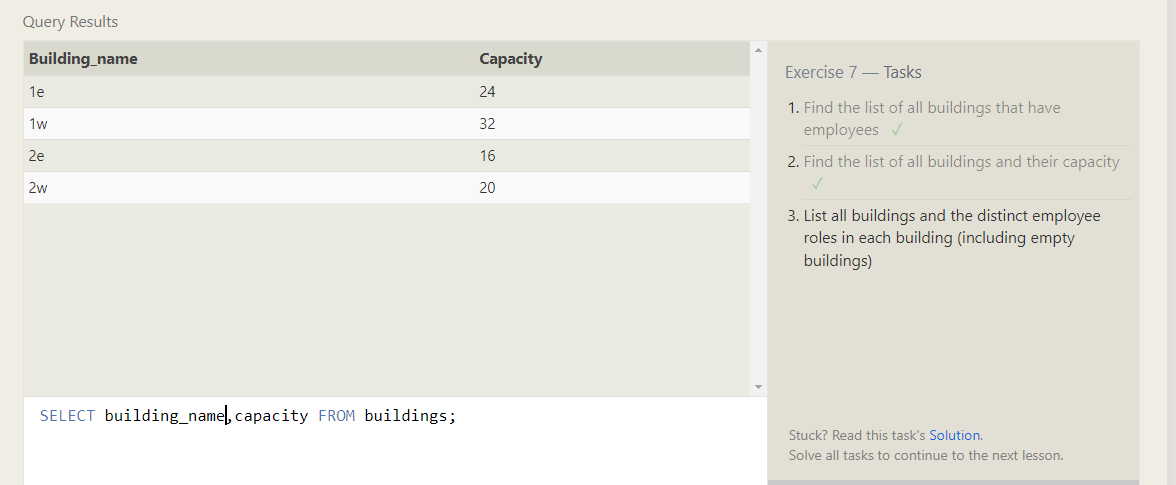 Query Results
Building_name Capacity
1e 24
1w 32
2e 16
2w 20
SELECT building_name,capacity FROM buildings;
Exercise 7 — Tasks
1. Find the list of all buildings that have
employees ✓
2. Find the list of all buildings and their capacity
✓
3. List all buildings and the distinct employee
roles in each building (including empty
buildings)
Stuck? Read this task's Solution.
Solve all tasks to continue to the next lesson.